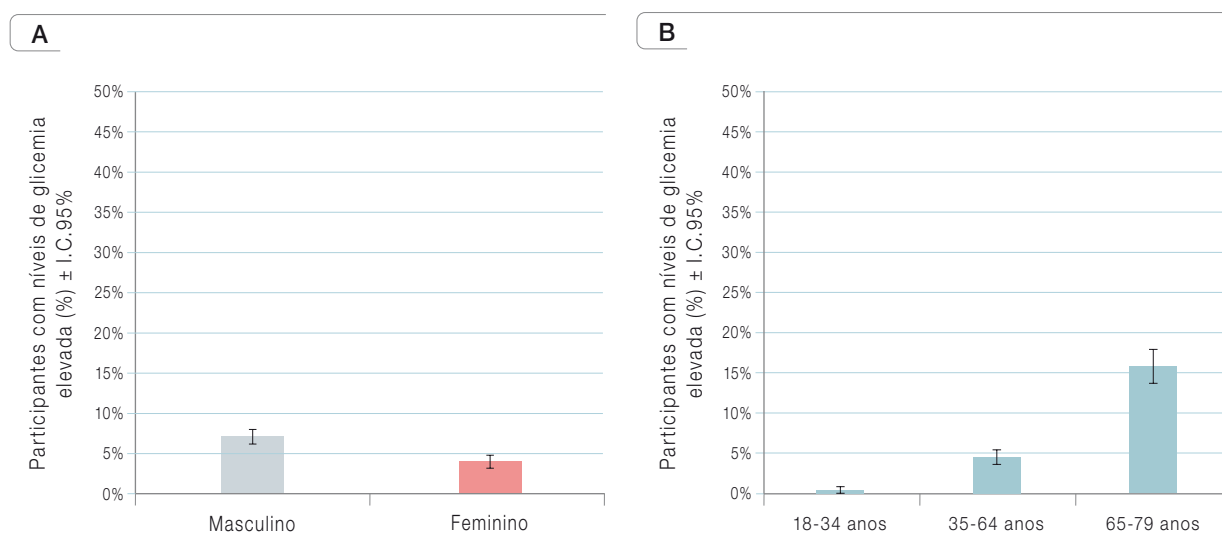 A
Participantes com níveis de glicemia
elevada (%) ± I.C.95%
50%
45%
40%
35%
30%
25%
20%
15%
10%
5%
0%
Masculino
Feminino
B
Participantes com níveis de glicemia
elevada (%) ± I.C.95%
50%
45%
40%
35%
30%
25%
20%
15%
10%
5%
0%
18-34 anos
35-64 anos
65-79 anos